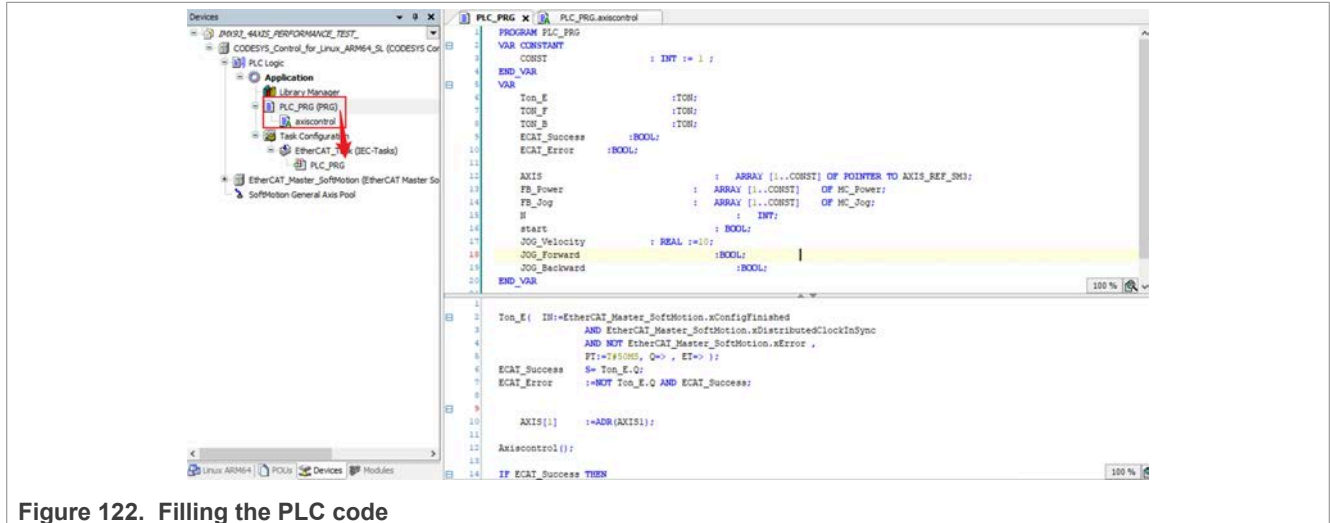 Devices
IMX93_4AXIS_PERFORMANCE_TEST_
CODESYS_Control_for_Linux_ARM64_SL (CODESYS Cor
PLC Logic
Application
Library Manager
PLC_PRG (PRG)
axiscontrol
Task Configuration
EtherCAT_Task (IEC-Tasks)
PLC_PRG
EtherCAT_Master_SoftMotion (EtherCAT Master So
SoftMotion General Axis Pool
Linux ARM64 POUs Devices Modules
PLC_PRG X PLC_PRG.axiscontrol
1 PROGRAM PLC_PRG
2 VAR CONSTANT
3 CONST : INT := 1 ;
4 END_VAR
5 VAR
6 Ton_E :TON;
7 TON_F :TON;
8 TON_B :TON;
9 ECAT_Success :BOOL;
10 ECAT_Error :BOOL;
11
12 AXIS : ARRAY [1..CONST] OF POINTER TO AXIS_REF_SM3;
13 FB_Power : ARRAY [1..CONST] OF MC_Power;
14 FB_Jog : ARRAY [1..CONST] OF MC_Jog;
15 N : INT;
16 start : BOOL;
17 JOG_Velocity : REAL :=10;
18 JOG_Forward :BOOL;
19 JOG_Backward :BOOL;
20 END_VAR
100 %
1
2 Ton_E( IN:=EtherCAT_Master_SoftMotion.xConfigFinished
3 AND EtherCAT_Master_SoftMotion.xDistributedClockInSync
4 AND NOT EtherCAT_Master_SoftMotion.xError ,
5 PT:=T#50MS, Q=> , ET=> );
6 ECAT_Success S= Ton_E.Q;
7 ECAT_Error :=NOT Ton_E.Q AND ECAT_Success;
8
9
10 AXIS[1] :=ADR(AXIS1);
11
12 Axiscontrol();
13
14 IF ECAT_Success THEN
100 %
Figure 122. Filling the PLC code